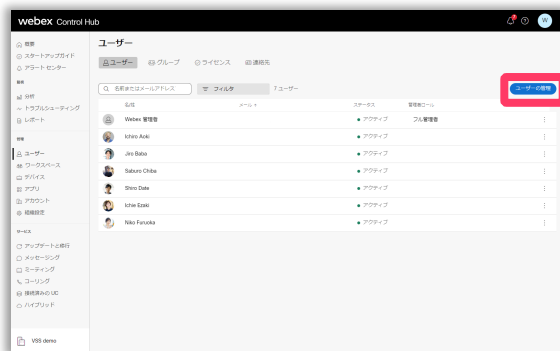 webex Control Hub
W
概要
スタートアップガイド
アラート センター
監視
分析
トラブルシューティング
レポート
管理
ユーザー
ワークスペース
デバイス
アプリ
アカウント
組織設定
サービス
アップデートと移行
メッセージング
ミーティング
コーリング
接続済みの UC
ハイブリッド
VSS demo
ユーザー
ユーザー グループ ライセンス 連絡先
名前またはメールアドレス フィルタ 7 ユーザー ユーザーの管理
名/姓 メール ステータス 管理者ロール
Webex 管理者 アクティブ フル管理者
Ichiro Aoki アクティブ
Jiro Baba アクティブ
Saburo Chiba アクティブ
Shiro Date アクティブ
Ichie Ezaki アクティブ
Niko Furuoka アクティブ